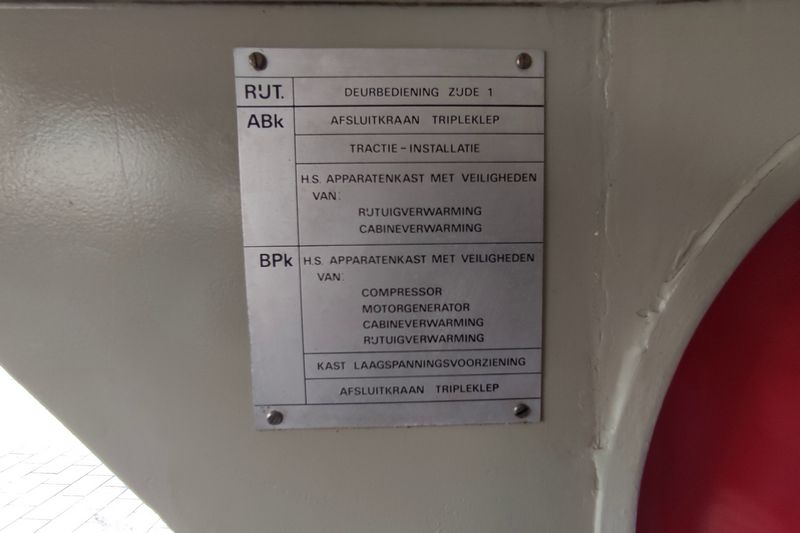 RIJT. DEURBEDIENING ZIJDE 1
ABk AFSLUITKRAAN TRIPLEKLEP
TRACTIE-INSTALLATIE
H.S. APPARATENKAST MET VEILIGHEDEN
VAN:
RIJTUIGVERWARMING
CABINEVERWARMING
BPk H.S. APPARATENKAST MET VEILIGHEDEN
VAN:
COMPRESSOR
MOTORGENERATOR
CABINEVERWARMING
RIJTUIGVERWARMING
KAST LAAGSPANNINGSVOORZIENING
AFSLUITKRAAN TRIPLEKLEP